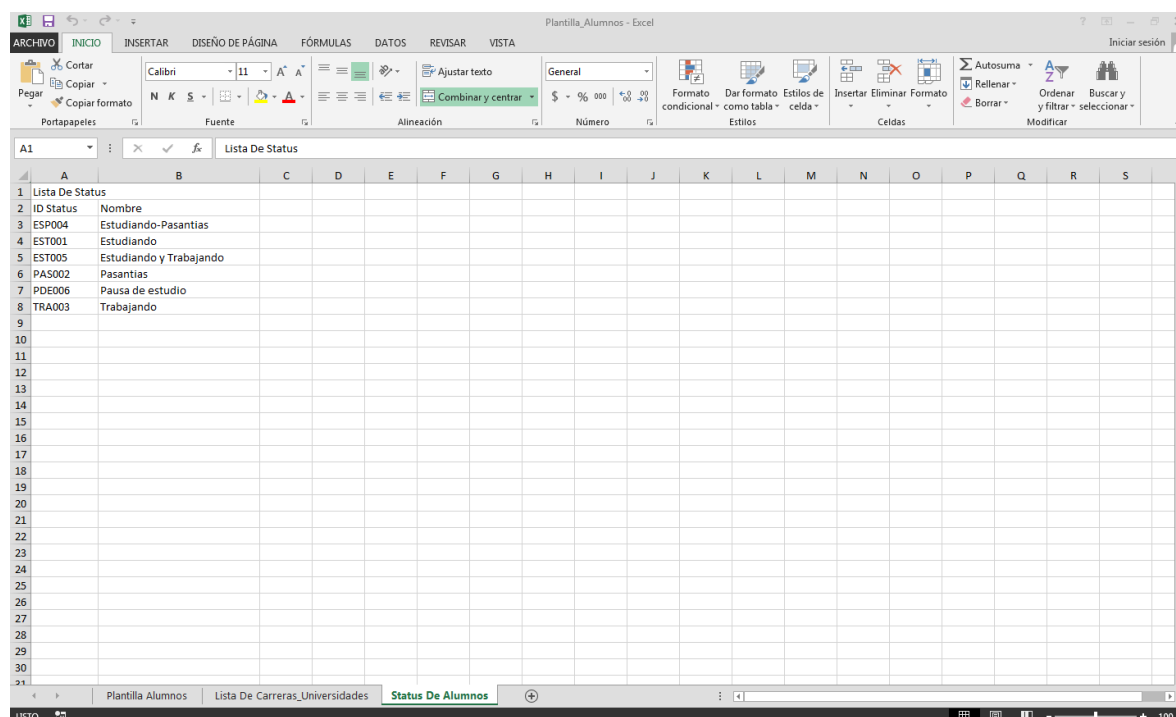 Plantilla_Alumnos - Excel
ARCHIVO INICIO INSERTAR DISEÑO DE PÁGINA FÓRMULAS DATOS REVISAR VISTA Iniciar sesión
Pegar
Cortar
Copiar
Copiar formato
Portapapeles
Calibri 11
N K S
Fuente
Ajustar texto
Combinar y centrar
Alineación
General
$ % 000
Número
Formato condicional
Dar formato como tabla
Estilos de celda
Estilos
Insertar Eliminar Formato
Celdas
Autosuma
Rellenar
Borrar
Ordenar y filtrar
Buscar y seleccionar
Modificar
A1 fx Lista De Status
A B C D E F G H I J K L M N O P Q R S
1 Lista De Status
2 ID Status Nombre
3 ESP004 Estudiando-Pasantias
4 EST001 Estudiando
5 EST005 Estudiando y Trabajando
6 PAS002 Pasantias
7 PDE006 Pausa de estudio
8 TRA003 Trabajando
9
10
11
12
13
14
15
16
17
18
19
20
21
22
23
24
25
26
27
28
29
30
31
Plantilla Alumnos Lista De Carreras_Universidades Status De Alumnos
LISTO